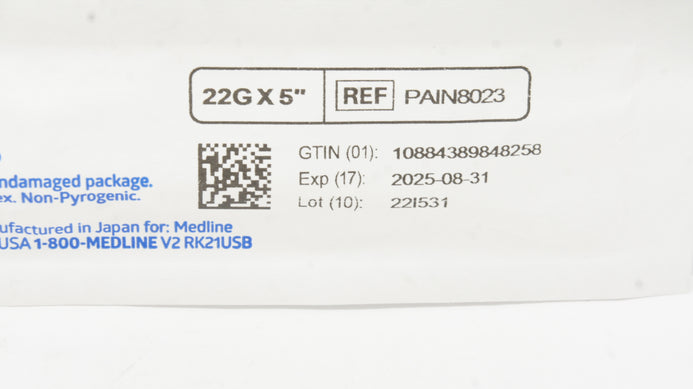 22G X 5" REF PAIN8023
GTIN (01): 10884389848258
Exp (17): 2025-08-31
Lot (10): 22I531
ndamaged package.
ex. Non-Pyrogenic.
ufactured in Japan for: Medline
USA 1-800-MEDLINE V2 RK21USB